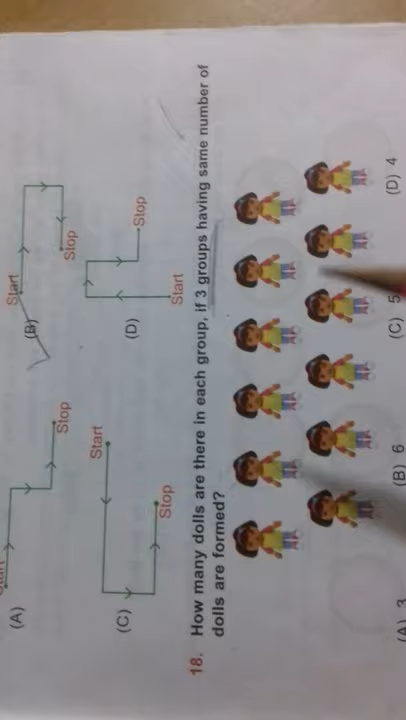 Start
(A)
Stop
Start
(B)
Stop
Start
(C)
Stop
Start
(D)
Stop
18. How many dolls are there in each group, if 3 groups having same number of
dolls are formed?
(A) 3 (B) 6 (C) 5 (D) 4